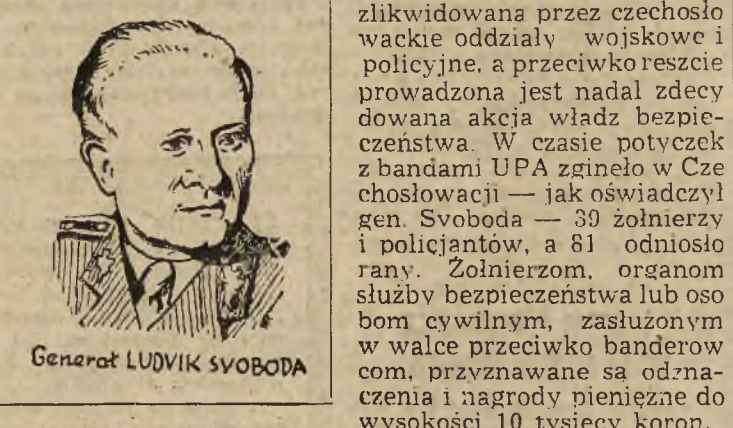 zlikwidowana przez czechosło
wackie oddziały wojskowe i
policyjne, a przeciwko reszcie
prowadzona jest nadal zdecy
dowana akcja władz bezpie-
czeństwa. W czasie potyczek
z bandami UPA zginęło w Cze
chosłowacji — jak oświadczył
gen. Svoboda — 39 żołnierzy
i policjantów, a 81 odniosło
rany. Żołnierzom, organom
służby bezpieczeństwa lub oso
bom cywilnym, zasłużonym
w walce przeciwko banderow
com, przyznawane są odzna-
czenia i nagrody pieniężne do
wysokości 10 tysięcy koron.
Generał LUDVIK SVOBODA